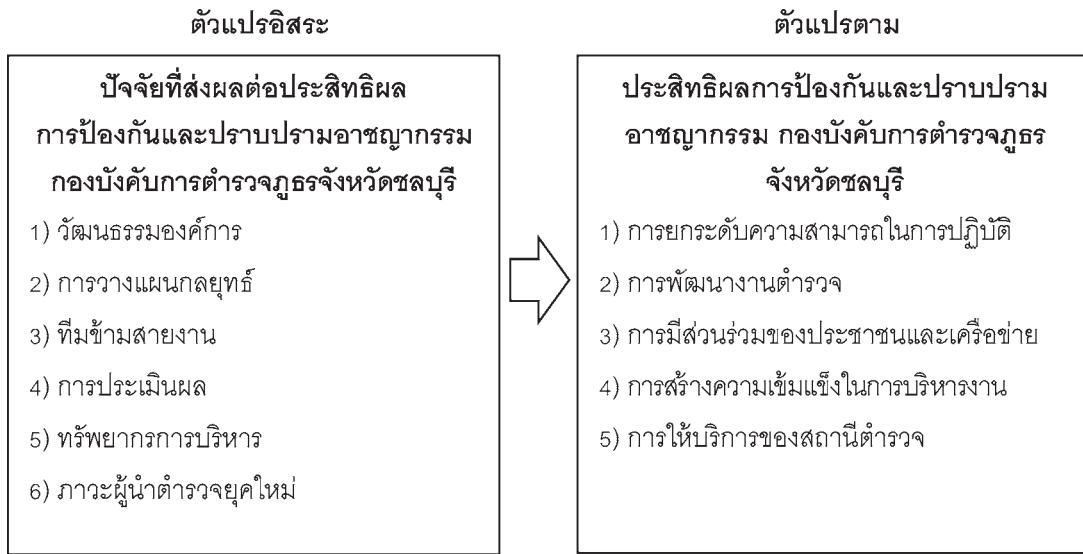 ตัวแปรอิสระ
ปัจจัยที่ส่งผลต่อประสิทธิผล
การป้องกันและปราบปรามอาชญากรรม
กองบังคับการตำรวจภูธรจังหวัดชลบุรี
1) วัฒนธรรมองค์การ
2) การวางแผนกลยุทธ์
3) ทีมข้ามสายงาน
4) การประเมินผล
5) ทรัพยากรการบริหาร
6) ภาวะผู้นำตำรวจยุคใหม่
ตัวแปรตาม
ประสิทธิผลการป้องกันและปราบปราม
อาชญากรรม กองบังคับการตำรวจภูธร
จังหวัดชลบุรี
1) การยกระดับความสามารถในการปฏิบัติ
2) การพัฒนางานตำรวจ
3) การมีส่วนร่วมของประชาชนและเครือข่าย
4) การสร้างความเข้มแข็งในการบริหารงาน
5) การให้บริการของสถานีตำรวจ